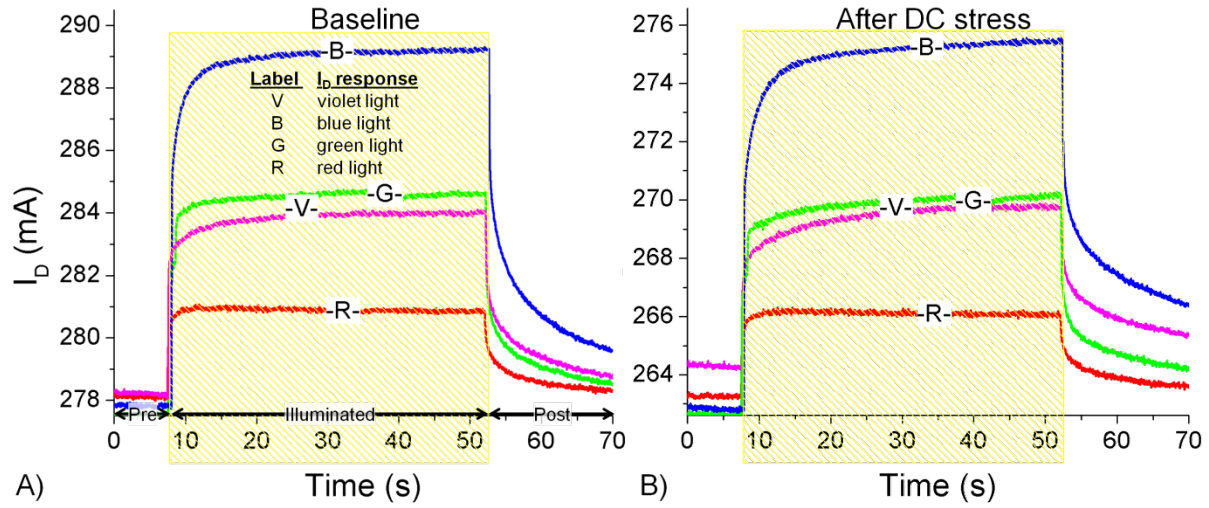 Baseline
290
288
286
284
282
280
278
I_D (mA)
-B-
Label I_D response
V violet light
B blue light
G green light
R red light
-G-
-V-
-R-
Pre Illuminated Post
0 10 20 30 40 50 60 70
A) Time (s)
After DC stress
276
274
272
270
268
266
264
-B-
-V- -G-
-R-
0 10 20 30 40 50 60 70
B) Time (s)